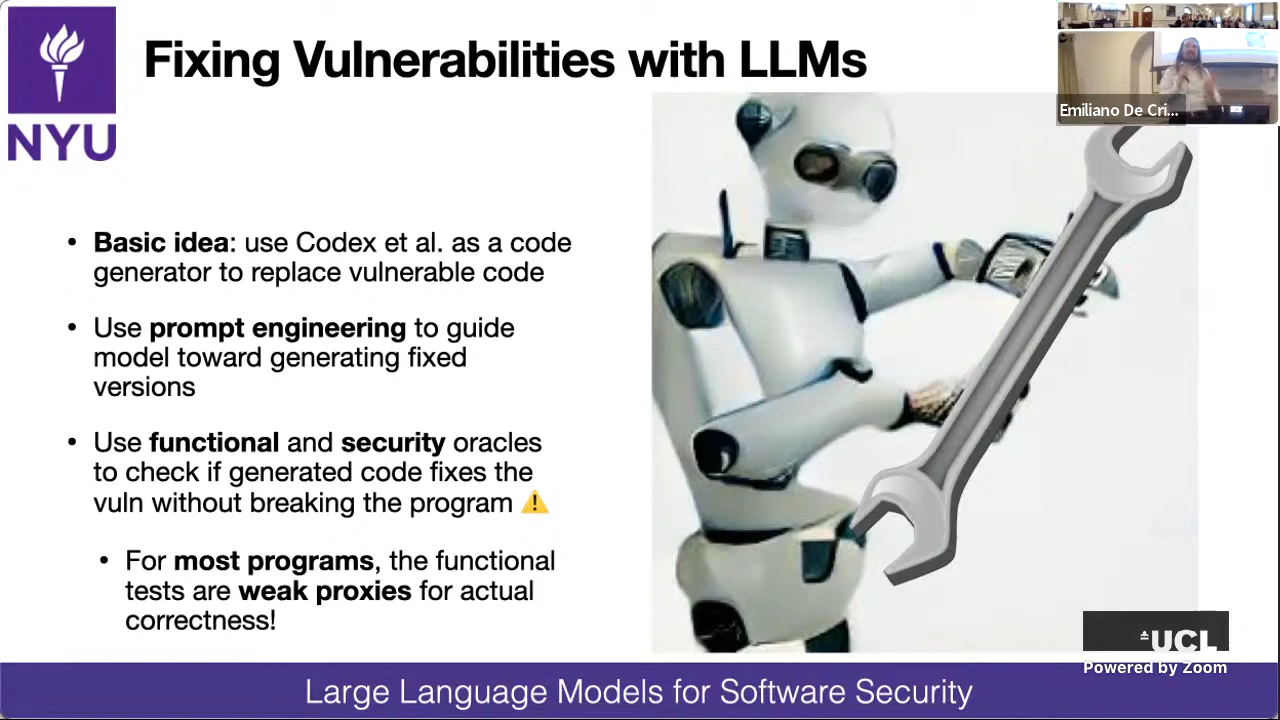 NYU
Fixing Vulnerabilities with LLMs
Emiliano De Cri...
• Basic idea: use Codex et al. as a code
generator to replace vulnerable code
• Use prompt engineering to guide
model toward generating fixed
versions
• Use functional and security oracles
to check if generated code fixes the
vuln without breaking the program ⚠️
• For most programs, the functional
tests are weak proxies for actual
correctness!
UCL
Powered by Zoom
Large Language Models for Software Security